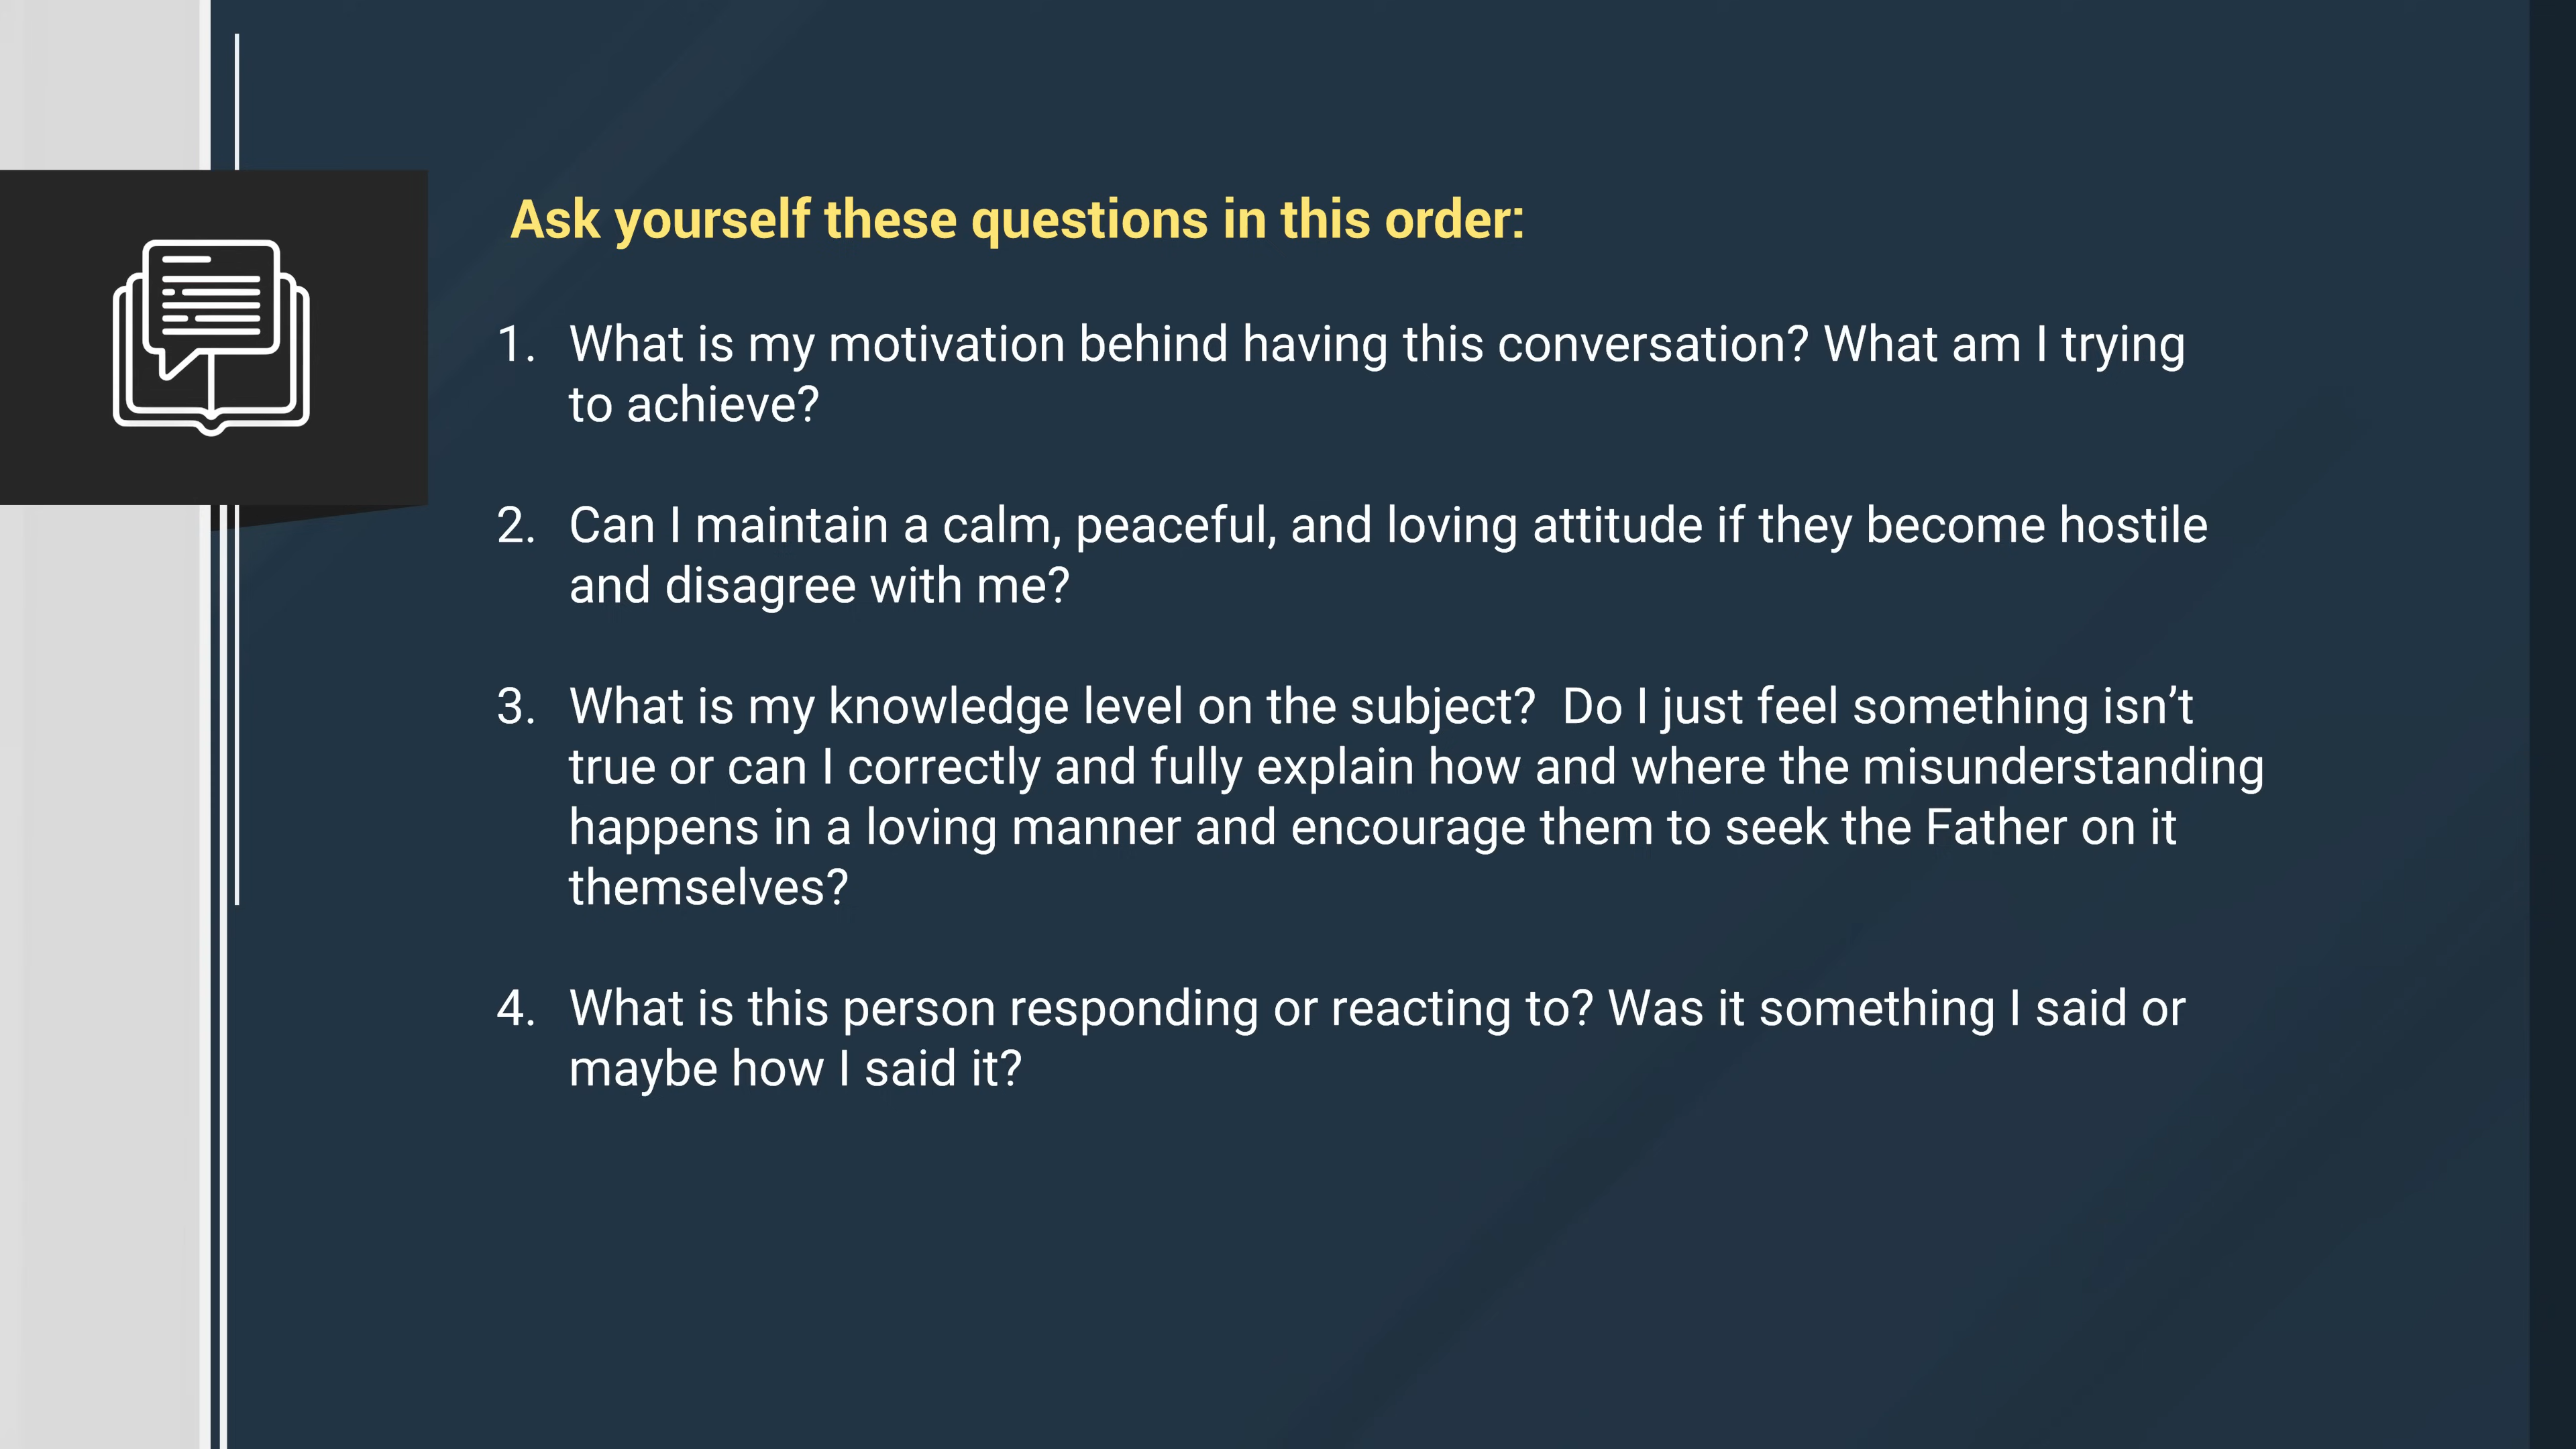 Ask yourself these questions in this order:
1. What is my motivation behind having this conversation? What am I trying
to achieve?
2. Can I maintain a calm, peaceful, and loving attitude if they become hostile
and disagree with me?
3. What is my knowledge level on the subject?  Do I just feel something isn’t
true or can I correctly and fully explain how and where the misunderstanding
happens in a loving manner and encourage them to seek the Father on it
themselves?
4. What is this person responding or reacting to? Was it something I said or
maybe how I said it?